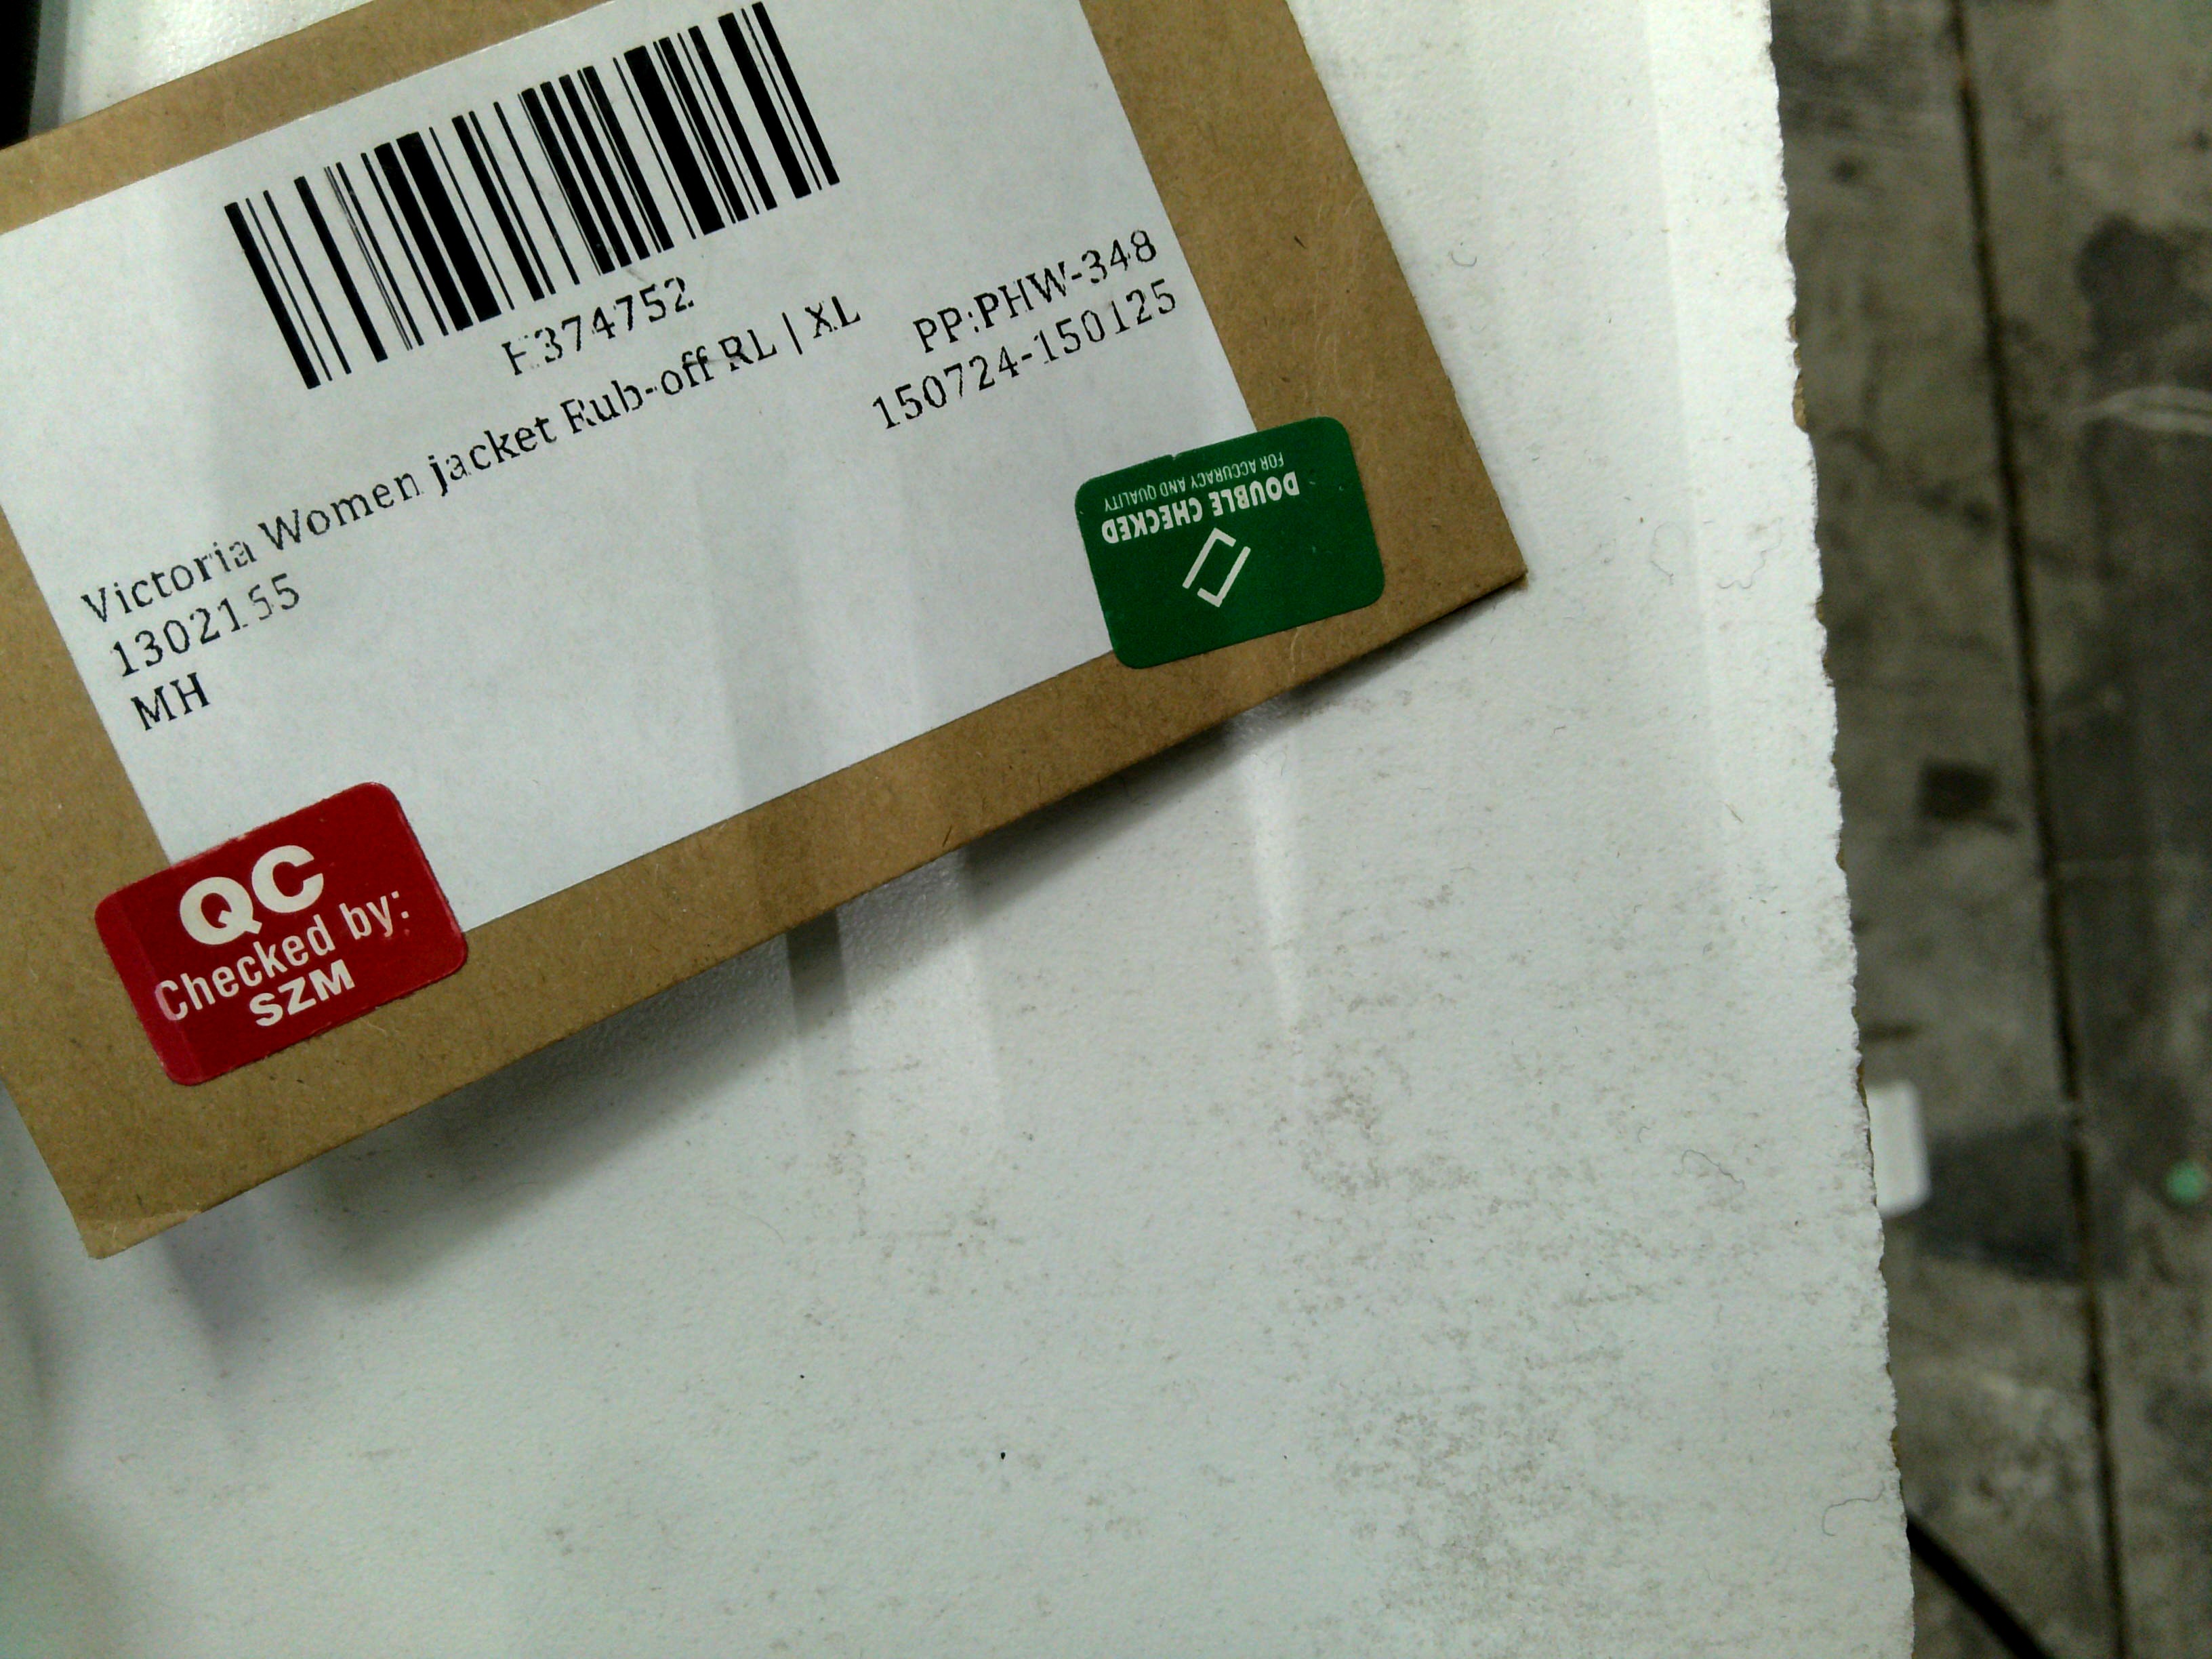 F374752
Victoria Women jacket Rub-off RL | XL
1302155
MH
PP:PHW-348
150724-150125
DOUBLE CHECKED
FOR ACCURACY AND QUALITY
QC
Checked by:
SZM